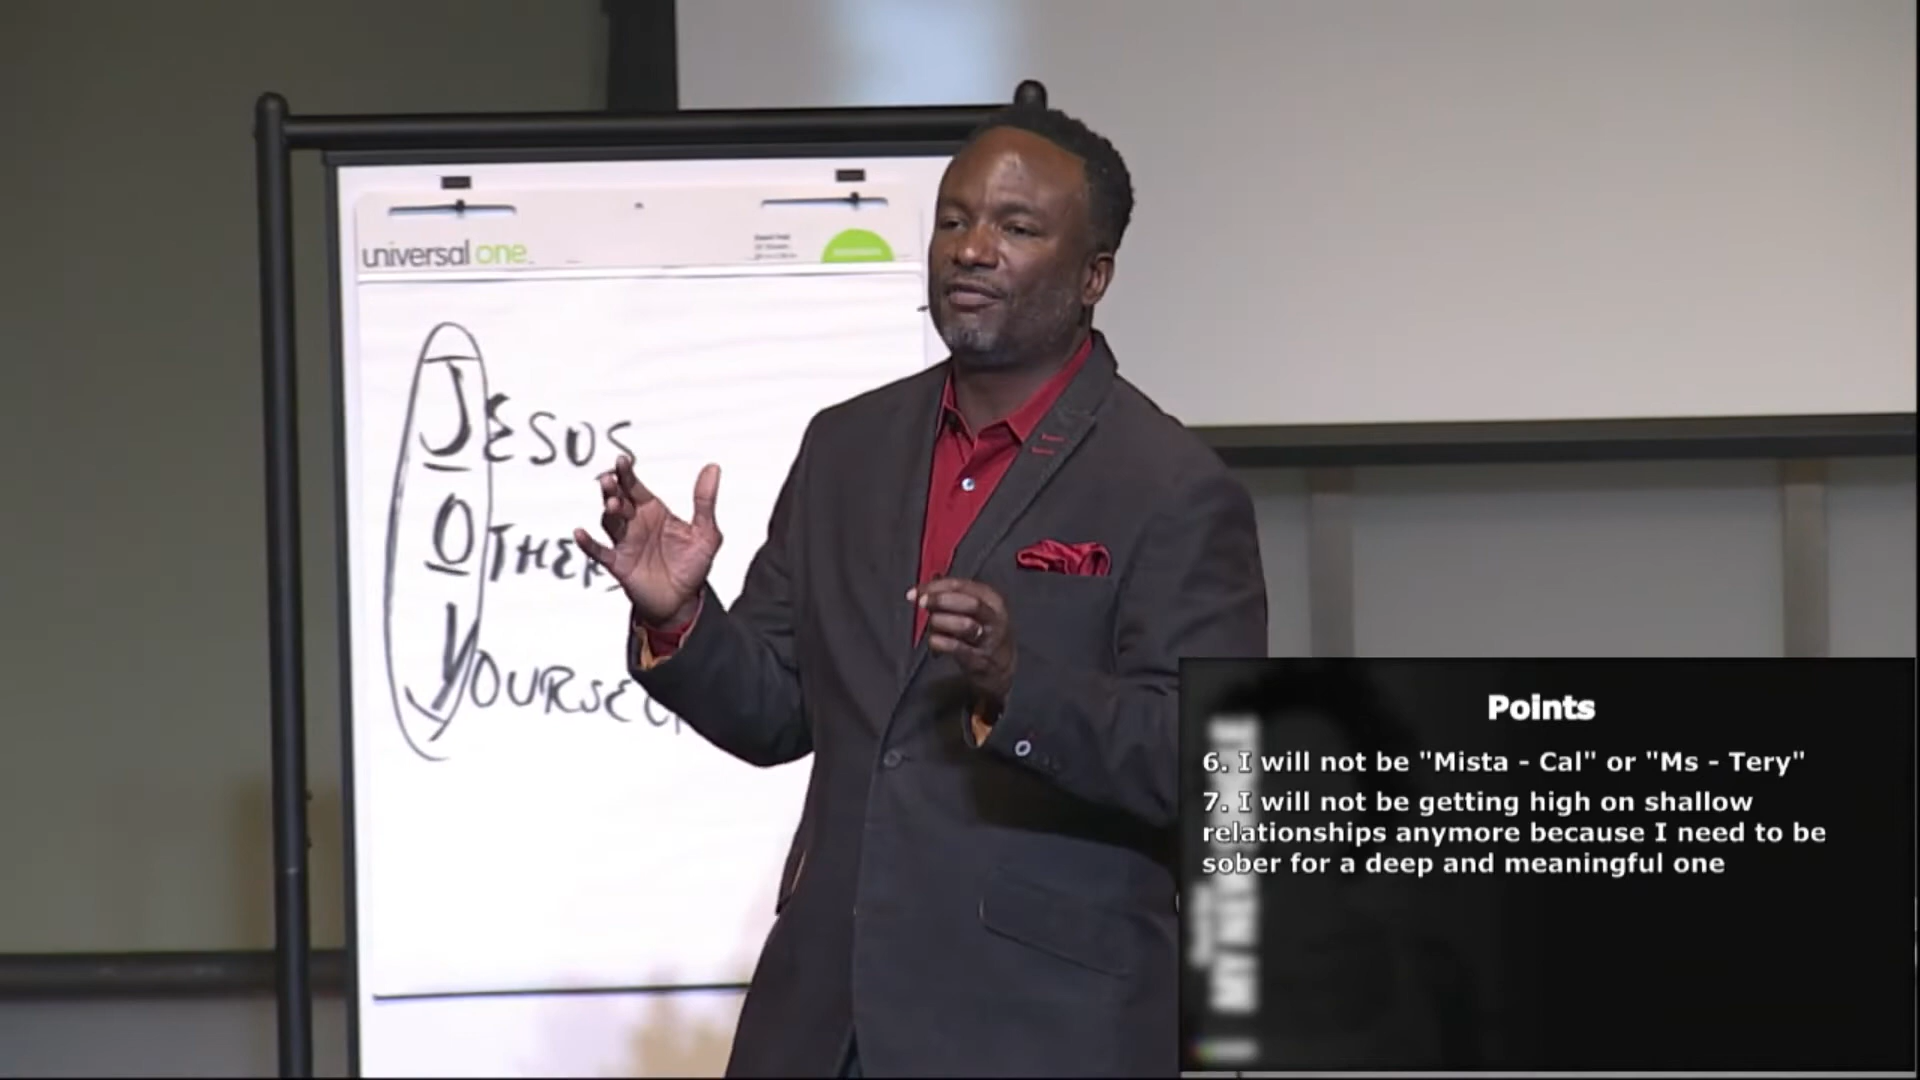 universal one
JESUS
OTHERS
YOURSELF
Points
6. I will not be "Mista - Cal" or "Ms - Tery"
7. I will not be getting high on shallow
relationships anymore because I need to be
sober for a deep and meaningful one